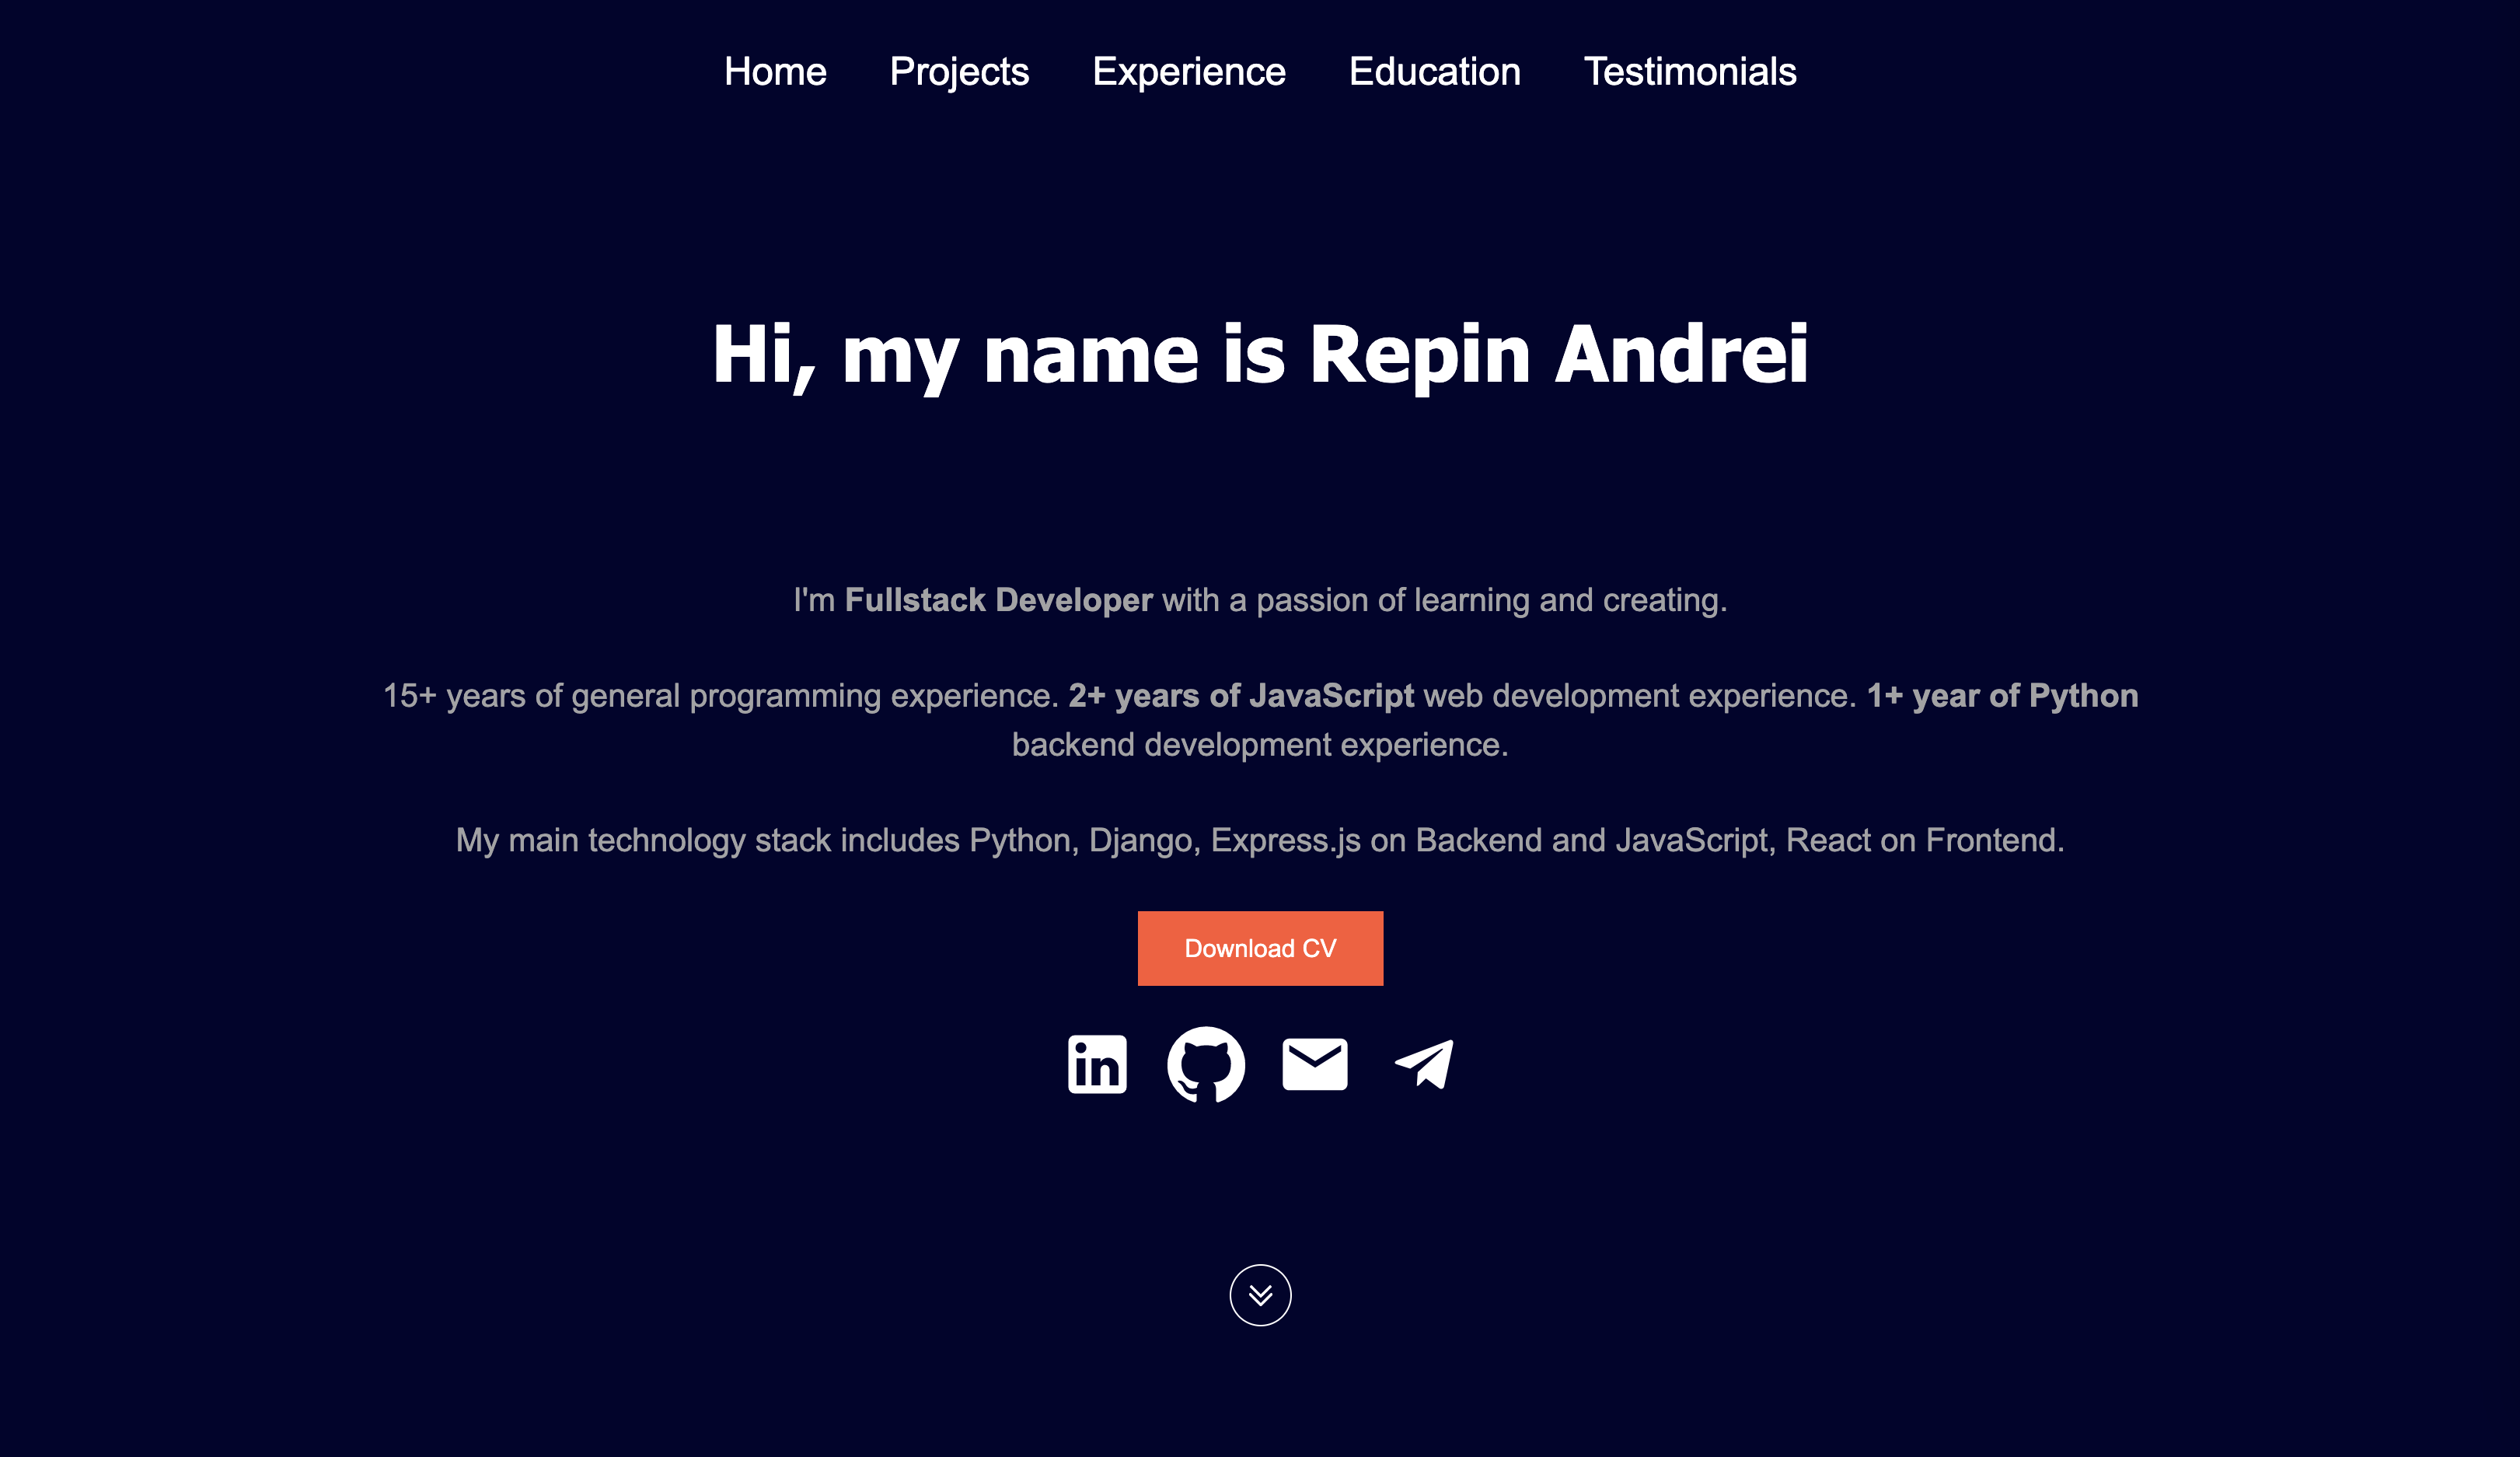 Home Projects Experience Education Testimonials
Hi, my name is Repin Andrei
I'm Fullstack Developer with a passion of learning and creating.
15+ years of general programming experience. 2+ years of JavaScript web development experience. 1+ year of Python
backend development experience.
My main technology stack includes Python, Django, Express.js on Backend and JavaScript, React on Frontend.
Download CV
in